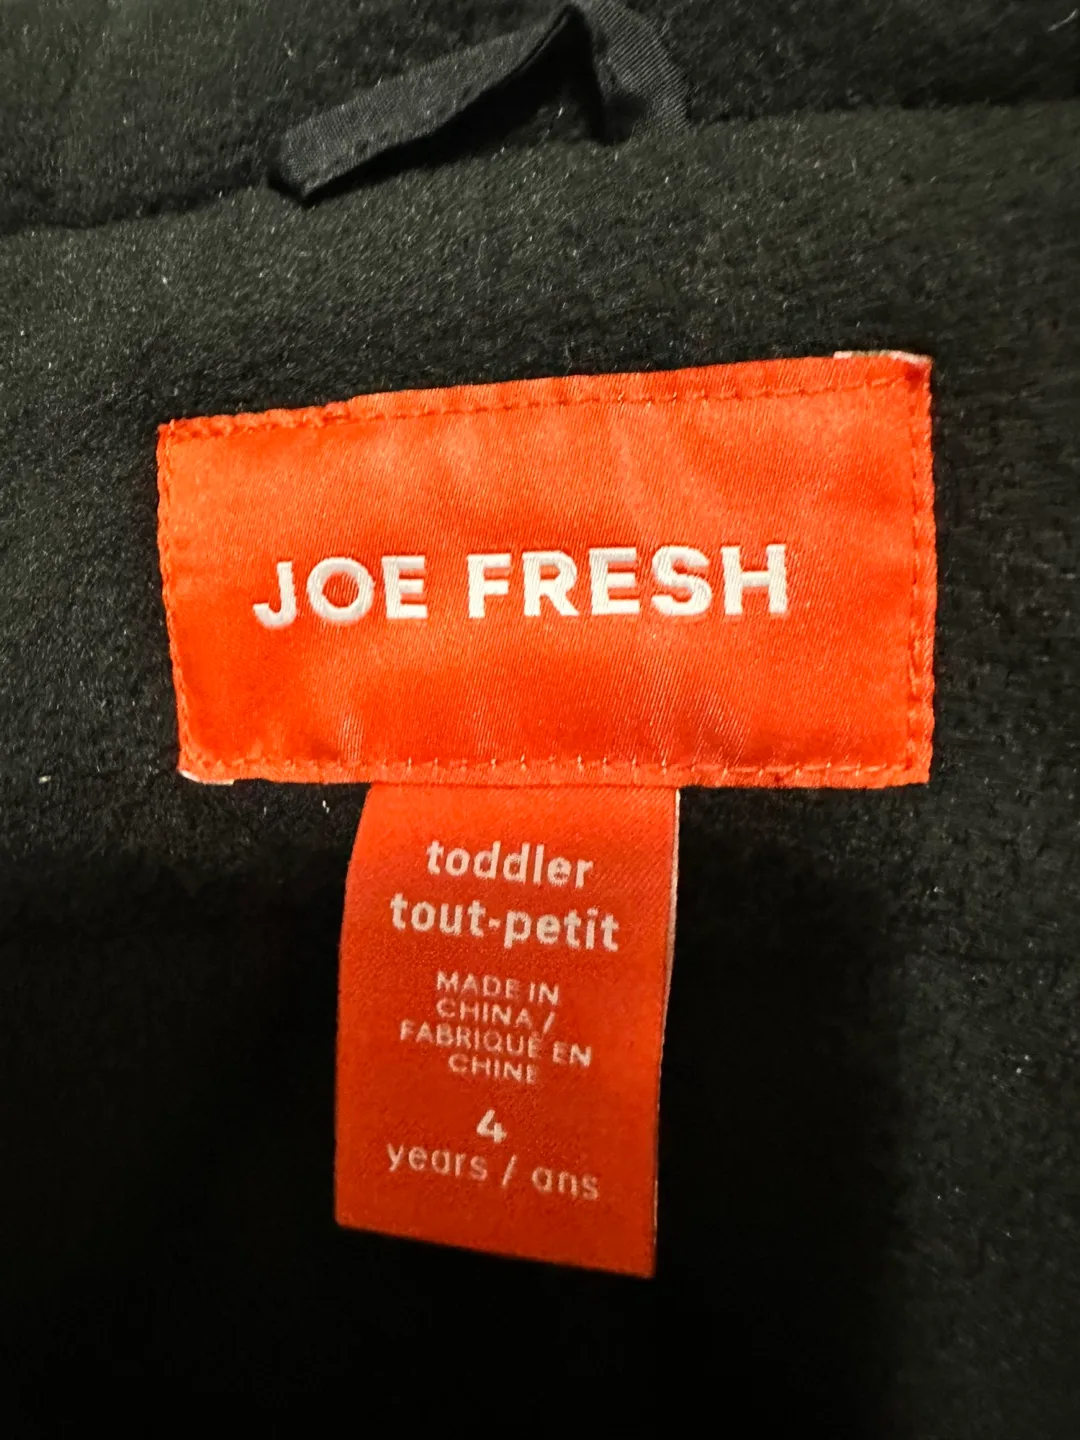 JOE FRESH
toddler
tout-petit
MADE IN
CHINA /
FABRIQUÉ EN
CHINE
4
years / ans